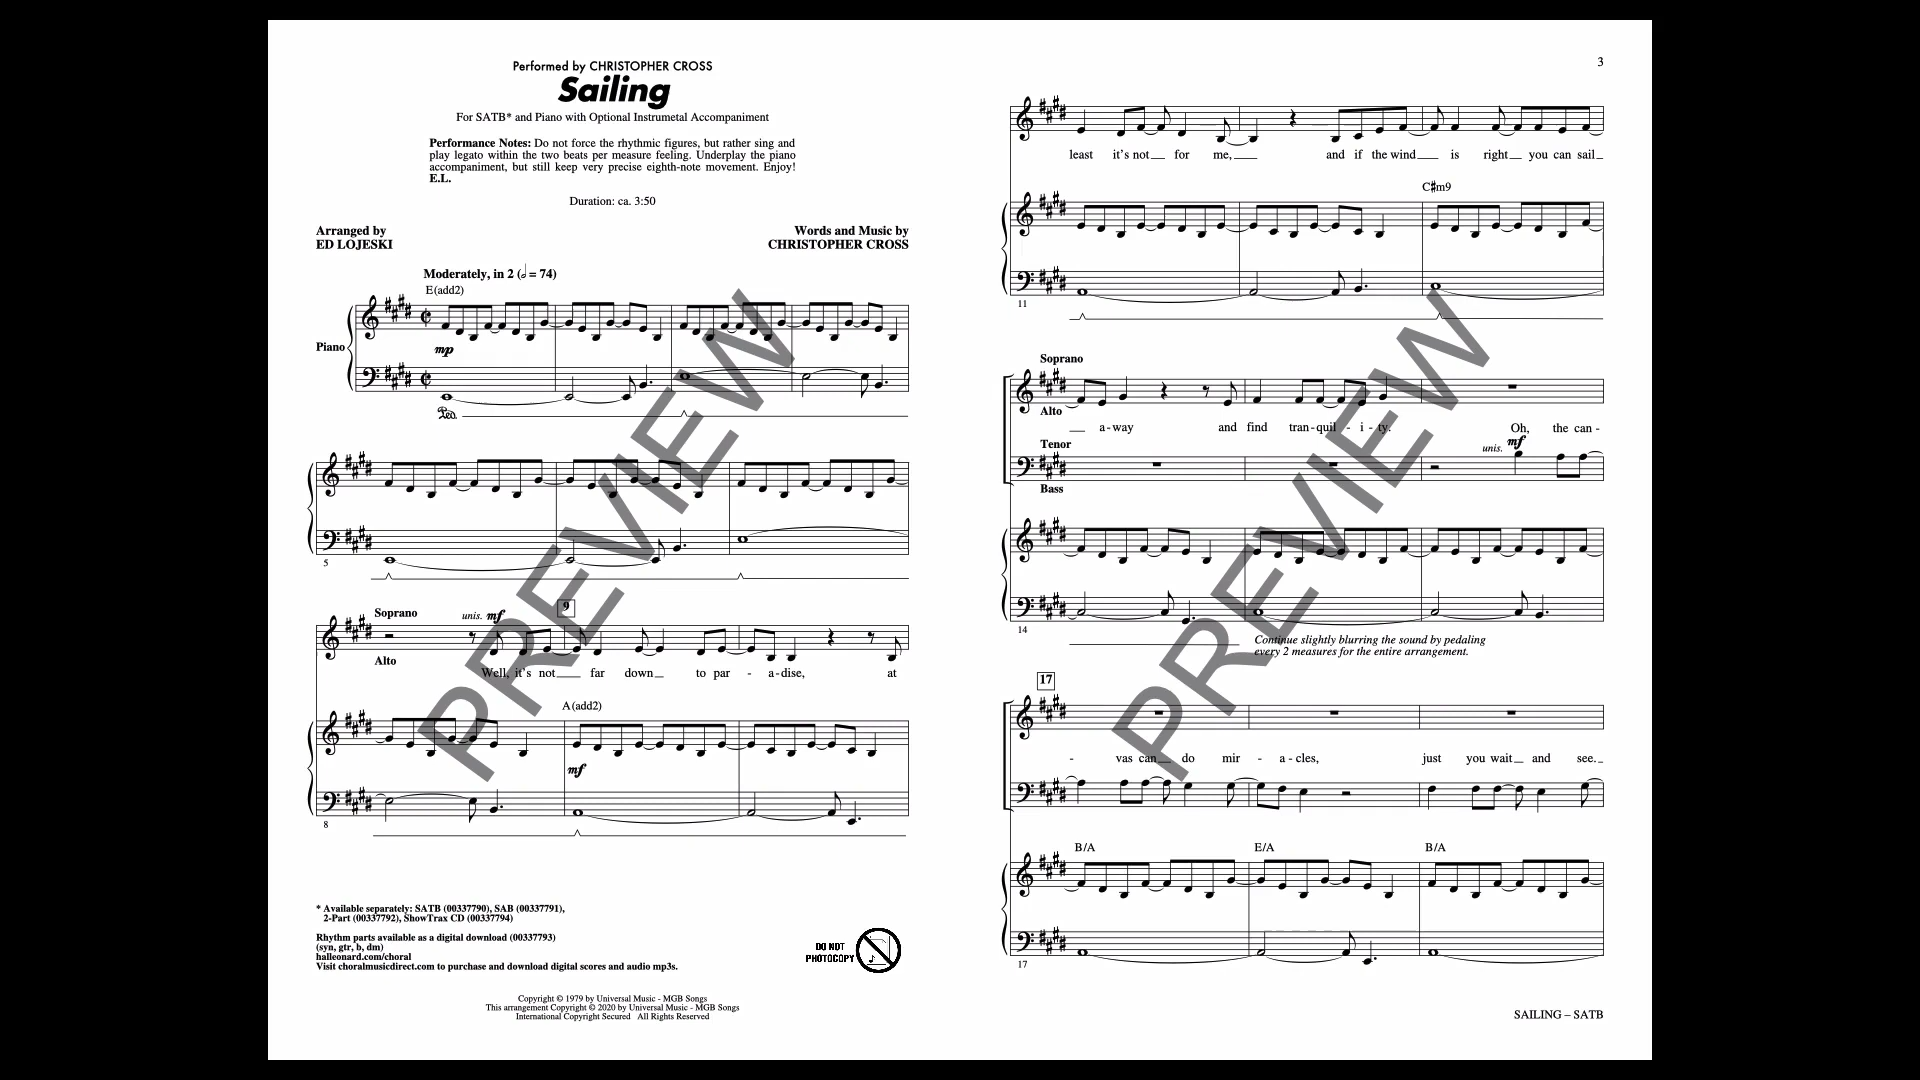 Performed by CHRISTOPHER CROSS
Sailing
For SATB* and Piano with Optional Instrumetal Accompaniment
Performance Notes: Do not force the rhythmic figures, but rather sing and
play legato within the two beats per measure feeling. Underplay the piano
accompaniment, but still keep very precise eighth-note movement. Enjoy!
E.L.
Duration: ca. 3:50
Arranged by
ED LOJESKI
Words and Music by
CHRISTOPHER CROSS
Moderately, in 2 (𝅗𝅥 = 74)
E(add2)
Piano
mp
Ped.
5
Soprano
unis. mf
9
Alto
Well, it's not far down to par - a-dise, at
A(add2)
mf
8
* Available separately: SATB (00337790), SAB (00337791),
2-Part (00337792), ShowTrax CD (00337794)
Rhythm parts available as a digital download (00337793)
(syn, gtr, b, dm)
halleonard.com/choral
Visit choralmusicdirect.com to purchase and download digital scores and audio mp3s.
DO NOT
PHOTOCOPY
Copyright © 1979 by Universal Music - MGB Songs
This arrangement Copyright © 2020 by Universal Music - MGB Songs
International Copyright Secured All Rights Reserved
PREVIEW
3
least it's not for me, and if the wind is right you can sail
C#m9
11
Soprano
Alto
a-way and find tran-quil - i - ty. Oh, the can -
Tenor
unis. mf
Bass
14
Continue slightly blurring the sound by pedaling
every 2 measures for the entire arrangement.
17
- vas can do mir - a - cles, just you wait and see.
B/A E/A B/A
17
SAILING – SATB
PREVIEW